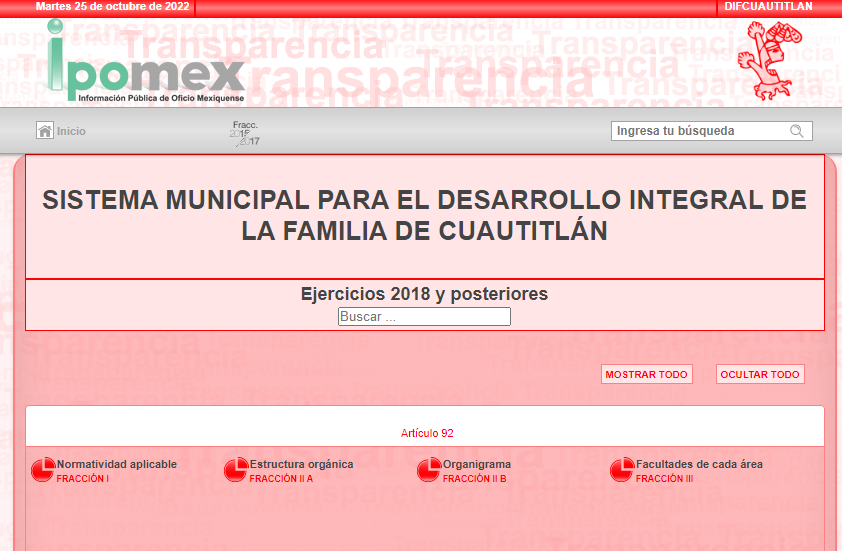 Martes 25 de octubre de 2022
DIFCUAUTITLAN
ipomex
Información Pública de Oficio Mexiquense
Transparencia
Inicio
Fracc.
2015
2017
Ingresa tu búsqueda
SISTEMA MUNICIPAL PARA EL DESARROLLO INTEGRAL DE
LA FAMILIA DE CUAUTITLÁN
Ejercicios 2018 y posteriores
Buscar ...
MOSTRAR TODO
OCULTAR TODO
Artículo 92
Normatividad aplicable
FRACCIÓN I
Estructura orgánica
FRACCIÓN II A
Organigrama
FRACCIÓN II B
Facultades de cada área
FRACCIÓN III